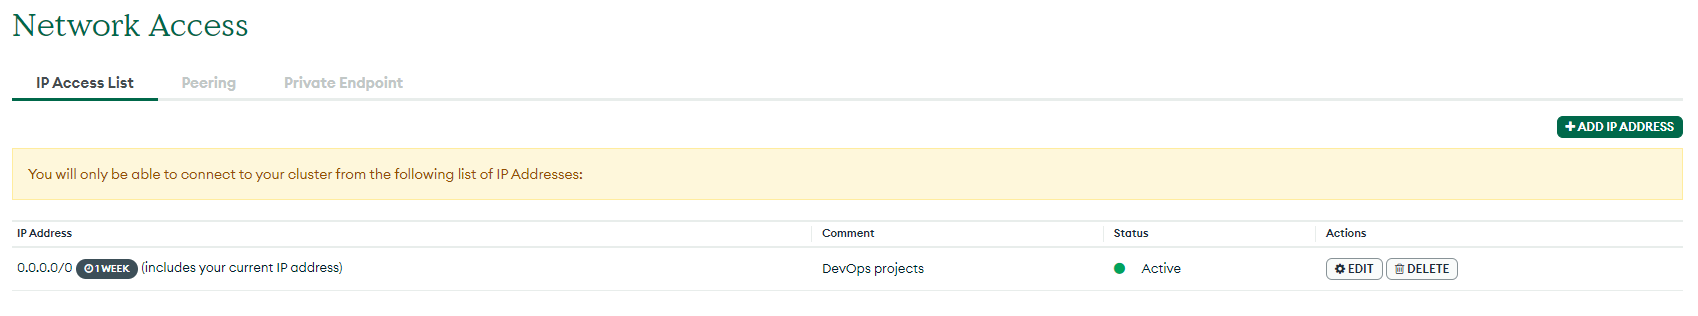 Network Access
IP Access List Peering Private Endpoint
+ ADD IP ADDRESS
You will only be able to connect to your cluster from the following list of IP Addresses:
IP Address Comment Status Actions
0.0.0.0/0 1 WEEK (includes your current IP address) DevOps projects Active EDIT DELETE